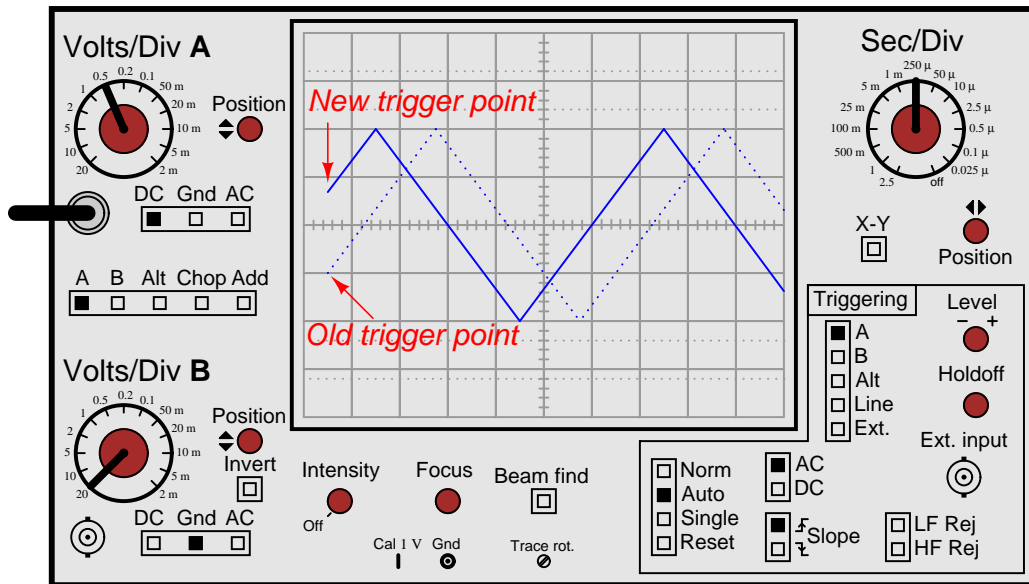 Volts/Div A
0.5 0.2 0.1
1 50 m
2 20 m
5 10 m
10 5 m
20 2 m
Position
DC Gnd AC
A B Alt Chop Add
Volts/Div B
0.5 0.2 0.1
1 50 m
2 20 m
5 10 m
10 5 m
20 2 m
Position
Invert
DC Gnd AC
New trigger point
Old trigger point
Intensity
Off
Focus
Beam find
Cal 1 V Gnd
Trace rot.
Sec/Div
250 µ
1 m 50 µ
5 m 10 µ
25 m 2.5 µ
100 m 0.5 µ
500 m 0.1 µ
1 0.025 µ
2.5 off
X-Y
Position
Triggering
A
B
Alt
Line
Ext.
Level
− +
Holdoff
Ext. input
Norm
Auto
Single
Reset
AC
DC
Slope
LF Rej
HF Rej